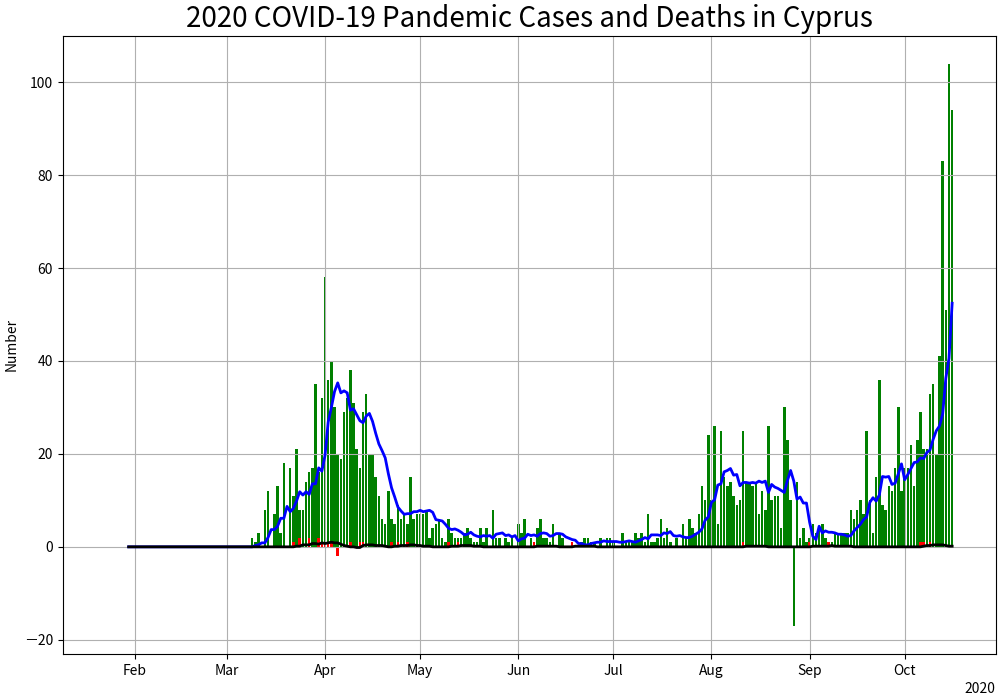 2020 COVID-19 Pandemic Cases and Deaths in Cyprus
Number
100
80
60
40
20
0
−20
Feb
Mar
Apr
May
Jun
Jul
Aug
Sep
Oct
2020